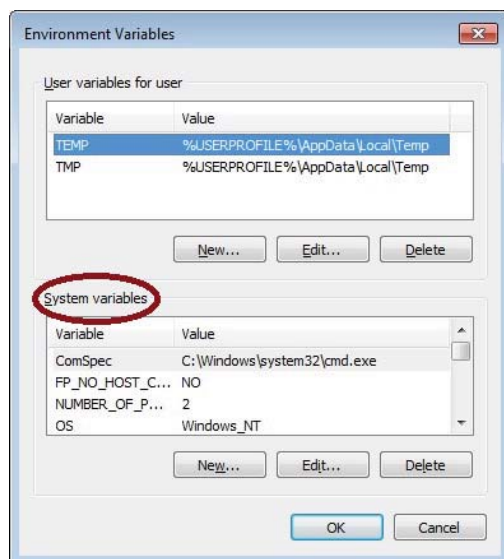 Environment Variables
User variables for user
Variable Value
TEMP %USERPROFILE%\AppData\Local\Temp
TMP %USERPROFILE%\AppData\Local\Temp
New... Edit... Delete
System variables
Variable Value
ComSpec C:\Windows\system32\cmd.exe
FP_NO_HOST_C... NO
NUMBER_OF_P... 2
OS Windows_NT
New... Edit... Delete
OK Cancel